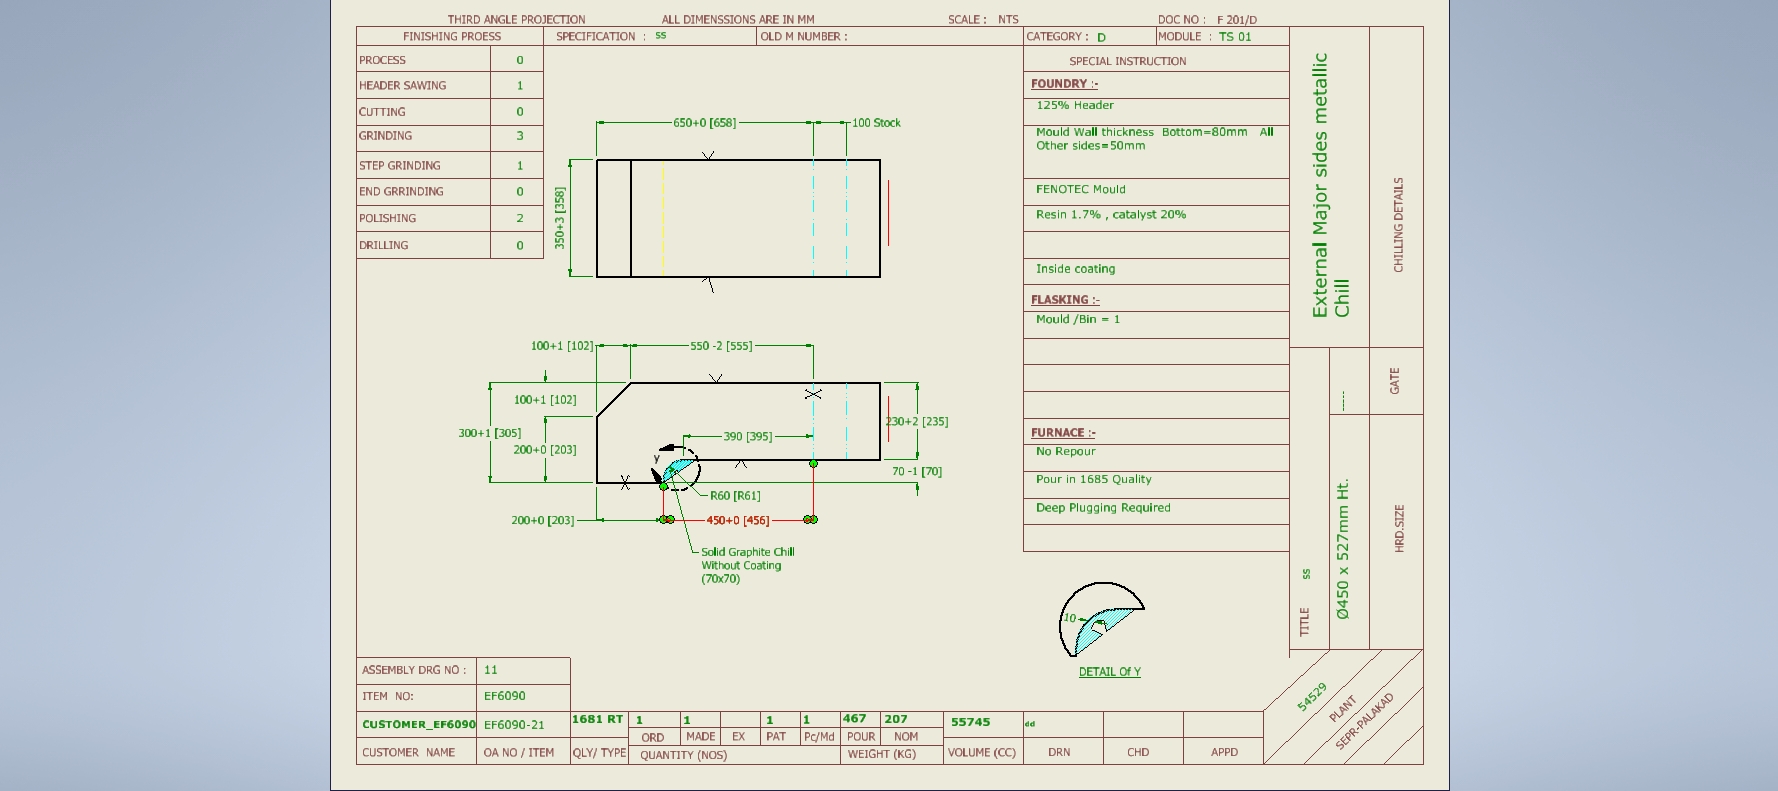 THIRD ANGLE PROJECTION ALL DIMENSSIONS ARE IN MM SCALE : NTS DOC NO : F 201/D
FINISHING PROESS SPECIFICATION : ss OLD M NUMBER : CATEGORY : D MODULE : TS 01
PROCESS 0
HEADER SAWING 1
CUTTING 0
GRINDING 3
STEP GRINDING 1
END GRRINDING 0
POLISHING 2
DRILLING 0
650+0 [658] 100 Stock
350+3 [358]
100+1 [102] 550 -2 [555]
100+1 [102]
230+2 [235]
300+1 [305]
390 [395]
200+0 [203]
Y
70 -1 [70]
R60 [R61]
200+0 [203] 450+0 [456]
Solid Graphite Chill
Without Coating
(70x70)
SPECIAL INSTRUCTION
FOUNDRY :-
125% Header
Mould Wall thickness Bottom=80mm All
Other sides=50mm
FENOTEC Mould
Resin 1.7% , catalyst 20%
Inside coating
FLASKING :-
Mould /Bin = 1
FURNACE :-
No Repour
Pour in 1685 Quality
Deep Plugging Required
External Major sides metallic
Chill
CHILLING DETAILS
------
GATE
TITLE ss
Ø450 x 527mm Ht.
HRD.SIZE
10
DETAIL Of Y
54529
PLANT
SEPR-PALAKAD
ASSEMBLY DRG NO : 11
ITEM NO: EF6090
CUSTOMER_EF6090 EF6090-21 1681 RT 1 1 1 1 467 207 55745 dd
ORD MADE EX PAT Pc/Md POUR NOM
CUSTOMER NAME OA NO / ITEM QLY/ TYPE QUANTITY (NOS) WEIGHT (KG) VOLUME (CC) DRN CHD APPD